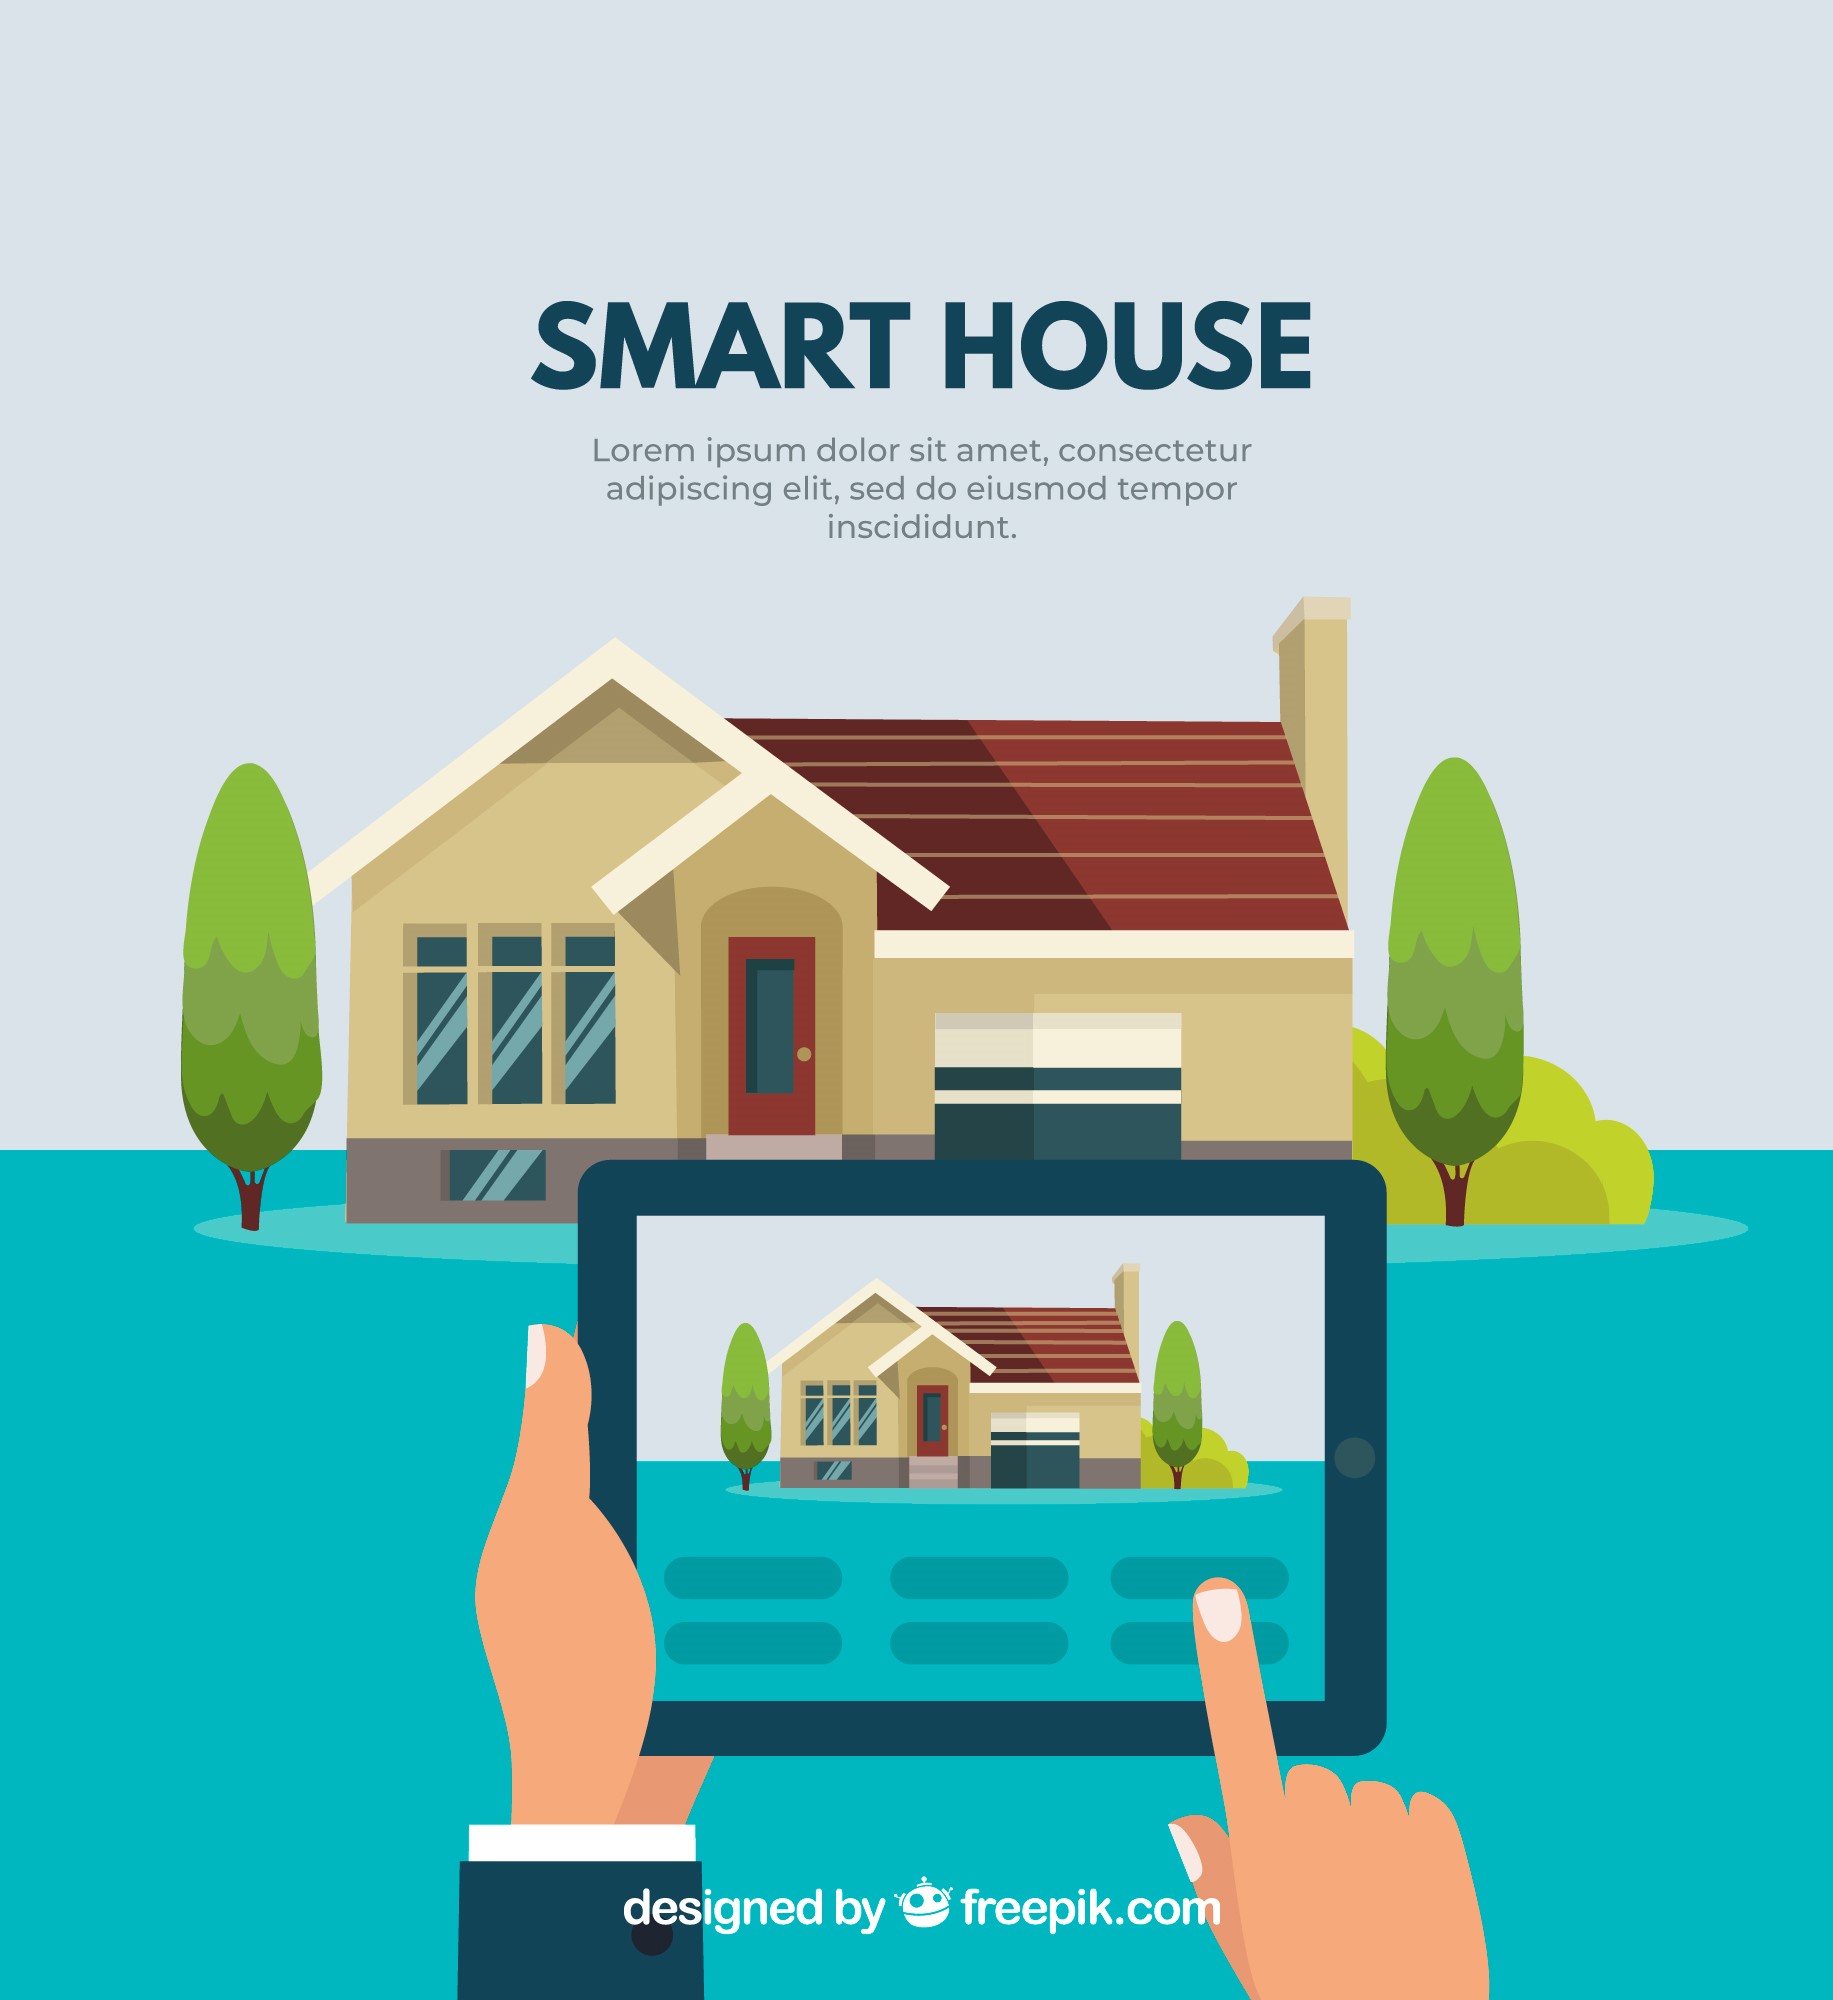 SMART HOUSE
Lorem ipsum dolor sit amet, consectetur
adipiscing elit, sed do eiusmod tempor
inscididunt.
designed by freepik.com